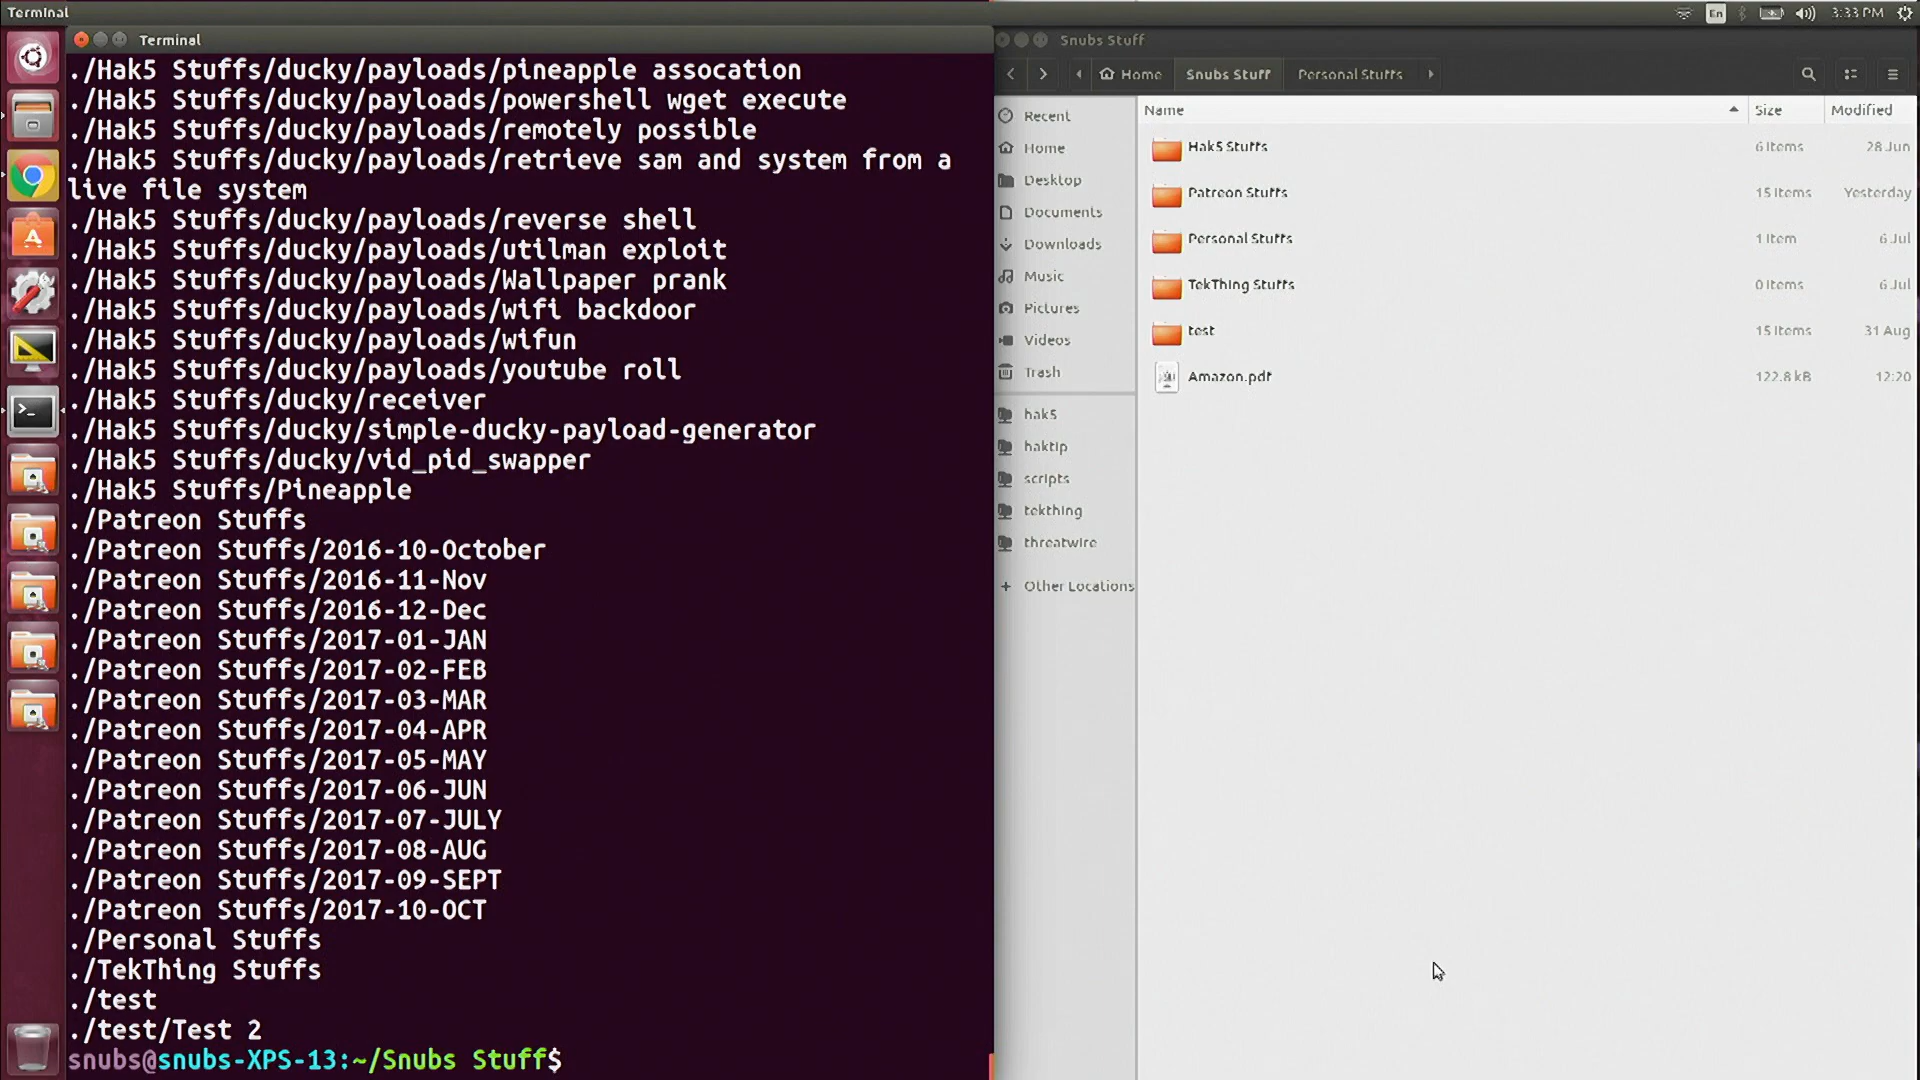 Terminal
En
3:33 PM
Terminal
./Hak5 Stuffs/ducky/payloads/pineapple assocation
./Hak5 Stuffs/ducky/payloads/powershell wget execute
./Hak5 Stuffs/ducky/payloads/remotely possible
./Hak5 Stuffs/ducky/payloads/retrieve sam and system from a
live file system
./Hak5 Stuffs/ducky/payloads/reverse shell
./Hak5 Stuffs/ducky/payloads/utilman exploit
./Hak5 Stuffs/ducky/payloads/Wallpaper prank
./Hak5 Stuffs/ducky/payloads/wifi backdoor
./Hak5 Stuffs/ducky/payloads/wifun
./Hak5 Stuffs/ducky/payloads/youtube roll
./Hak5 Stuffs/ducky/receiver
./Hak5 Stuffs/ducky/simple-ducky-payload-generator
./Hak5 Stuffs/ducky/vid_pid_swapper
./Hak5 Stuffs/Pineapple
./Patreon Stuffs
./Patreon Stuffs/2016-10-October
./Patreon Stuffs/2016-11-Nov
./Patreon Stuffs/2016-12-Dec
./Patreon Stuffs/2017-01-JAN
./Patreon Stuffs/2017-02-FEB
./Patreon Stuffs/2017-03-MAR
./Patreon Stuffs/2017-04-APR
./Patreon Stuffs/2017-05-MAY
./Patreon Stuffs/2017-06-JUN
./Patreon Stuffs/2017-07-JULY
./Patreon Stuffs/2017-08-AUG
./Patreon Stuffs/2017-09-SEPT
./Patreon Stuffs/2017-10-OCT
./Personal Stuffs
./TekThing Stuffs
./test
./test/Test 2
snubs@snubs-XPS-13:~/Snubs Stuff$
Snubs Stuff
Home Snubs Stuff Personal Stuffs
Recent
Home
Desktop
Documents
Downloads
Music
Pictures
Videos
Trash
hak5
haktip
scripts
tekthing
threatwire
+ Other Locations
Name Size Modified
Hak5 Stuffs 6 items 28 Jun
Patreon Stuffs 15 items Yesterday
Personal Stuffs 1 item 6 Jul
TekThing Stuffs 0 items 6 Jul
test 15 items 31 Aug
Amazon.pdf 122.8 kB 12:20